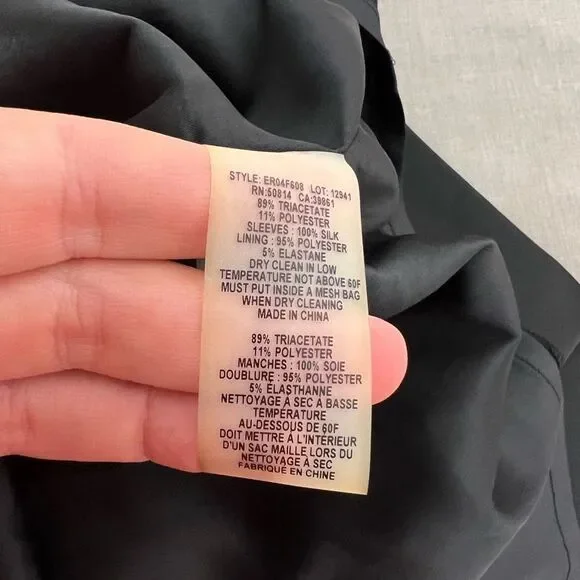 STYLE: ER04F608 LOT: 12941
RN:50814 CA:39861
89% TRIACETATE
11% POLYESTER
SLEEVES : 100% SILK
LINING : 95% POLYESTER
5% ELASTANE
DRY CLEAN IN LOW
TEMPERATURE NOT ABOVE 60F
MUST PUT INSIDE A MESH BAG
WHEN DRY CLEANING
MADE IN CHINA
89% TRIACETATE
11% POLYESTER
MANCHES : 100% SOIE
DOUBLURE : 95% POLYESTER
5% ÉLASTHANNE
NETTOYAGE À SEC A BASSE
TEMPÉRATURE
AU-DESSOUS DE 60F
DOIT METTRE À L'INTÉRIEUR
D'UN SAC MAILLE LORS DU
NETTOYAGE À SEC
FABRIQUÉ EN CHINE